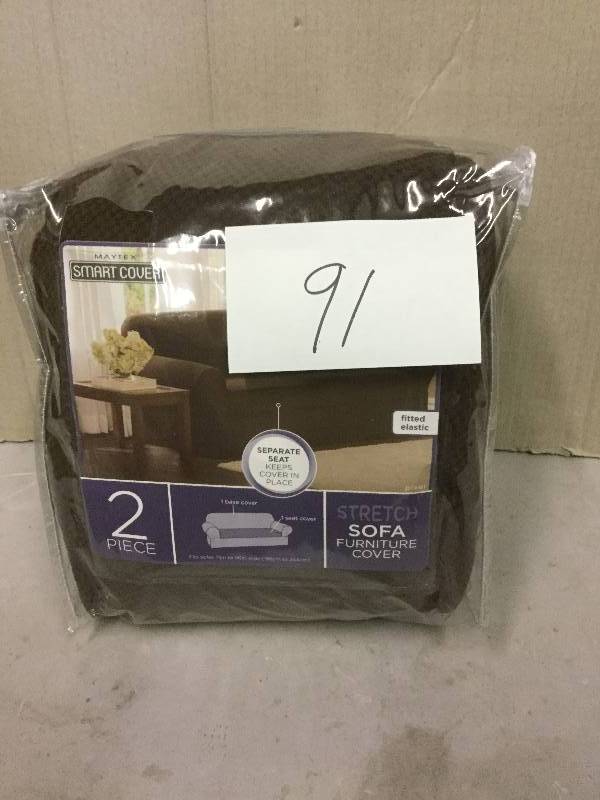 MAYTEX
SMART COVER
91
fitted
elastic
SEPARATE
SEAT
KEEPS
COVER IN
PLACE
2
PIECE
1 base cover
1 seat cover
STRETCH
SOFA
FURNITURE
COVER